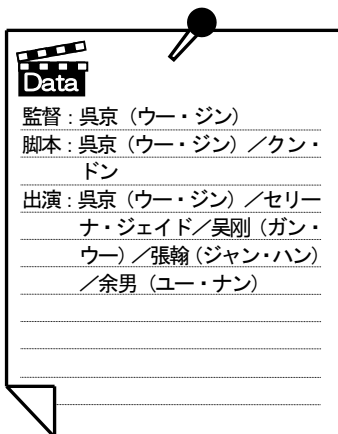 Data
監督：呉京（ウー・ジン）
脚本：呉京（ウー・ジン）／クン・
ドン
出演：呉京（ウー・ジン）／セリー
ナ・ジェイド／吴刚（ガン・
ウー）／張翰（ジャン・ハン）
／余男（ユー・ナン）